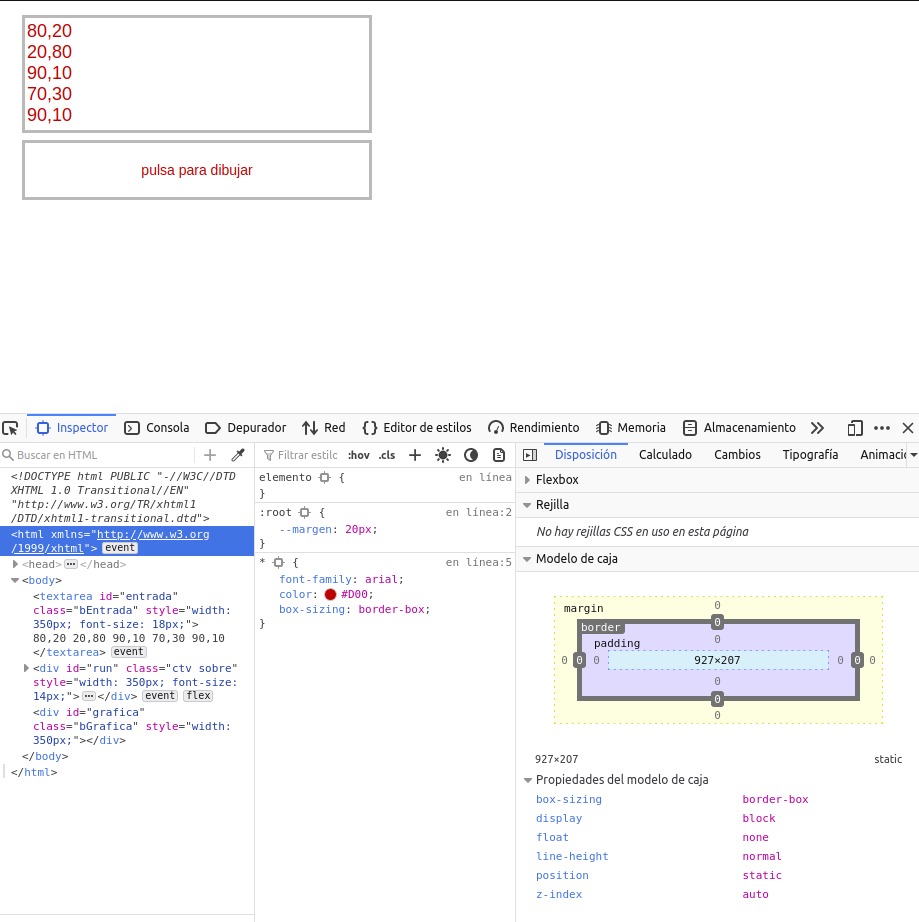 80,20
20,80
90,10
70,30
90,10
pulsa para dibujar
Inspector Consola Depurador Red Editor de estilos Rendimiento Memoria Almacenamiento
Buscar en HTML
<!DOCTYPE html PUBLIC "-//W3C//DTD
XHTML 1.0 Transitional//EN"
"http://www.w3.org/TR/xhtml1
/DTD/xhtml1-transitional.dtd">
<html xmlns="http://www.w3.org
/1999/xhtml"> event
<head> ••• </head>
<body>
<textarea id="entrada"
class="bEntrada" style="width:
350px; font-size: 18px;">
80,20 20,80 90,10 70,30 90,10
</textarea> event
<div id="run" class="ctv sobre"
style="width: 350px; font-size:
14px;"> ••• </div> event flex
<div id="grafica"
class="bGrafica" style="width:
350px;"></div>
</body>
</html>
Filtrar estilc :hov .cls
elemento { en línea
}
:root { en línea:2
--margen: 20px;
}
* { en línea:5
font-family: arial;
color: #D00;
box-sizing: border-box;
}
Disposición Calculado Cambios Tipografía Animacio
Flexbox
Rejilla
No hay rejillas CSS en uso en esta página
Modelo de caja
margin 0
border 0
padding 0
0 0 0 927×207 0 0 0
0
0
0
927×207 static
Propiedades del modelo de caja
box-sizing border-box
display block
float none
line-height normal
position static
z-index auto